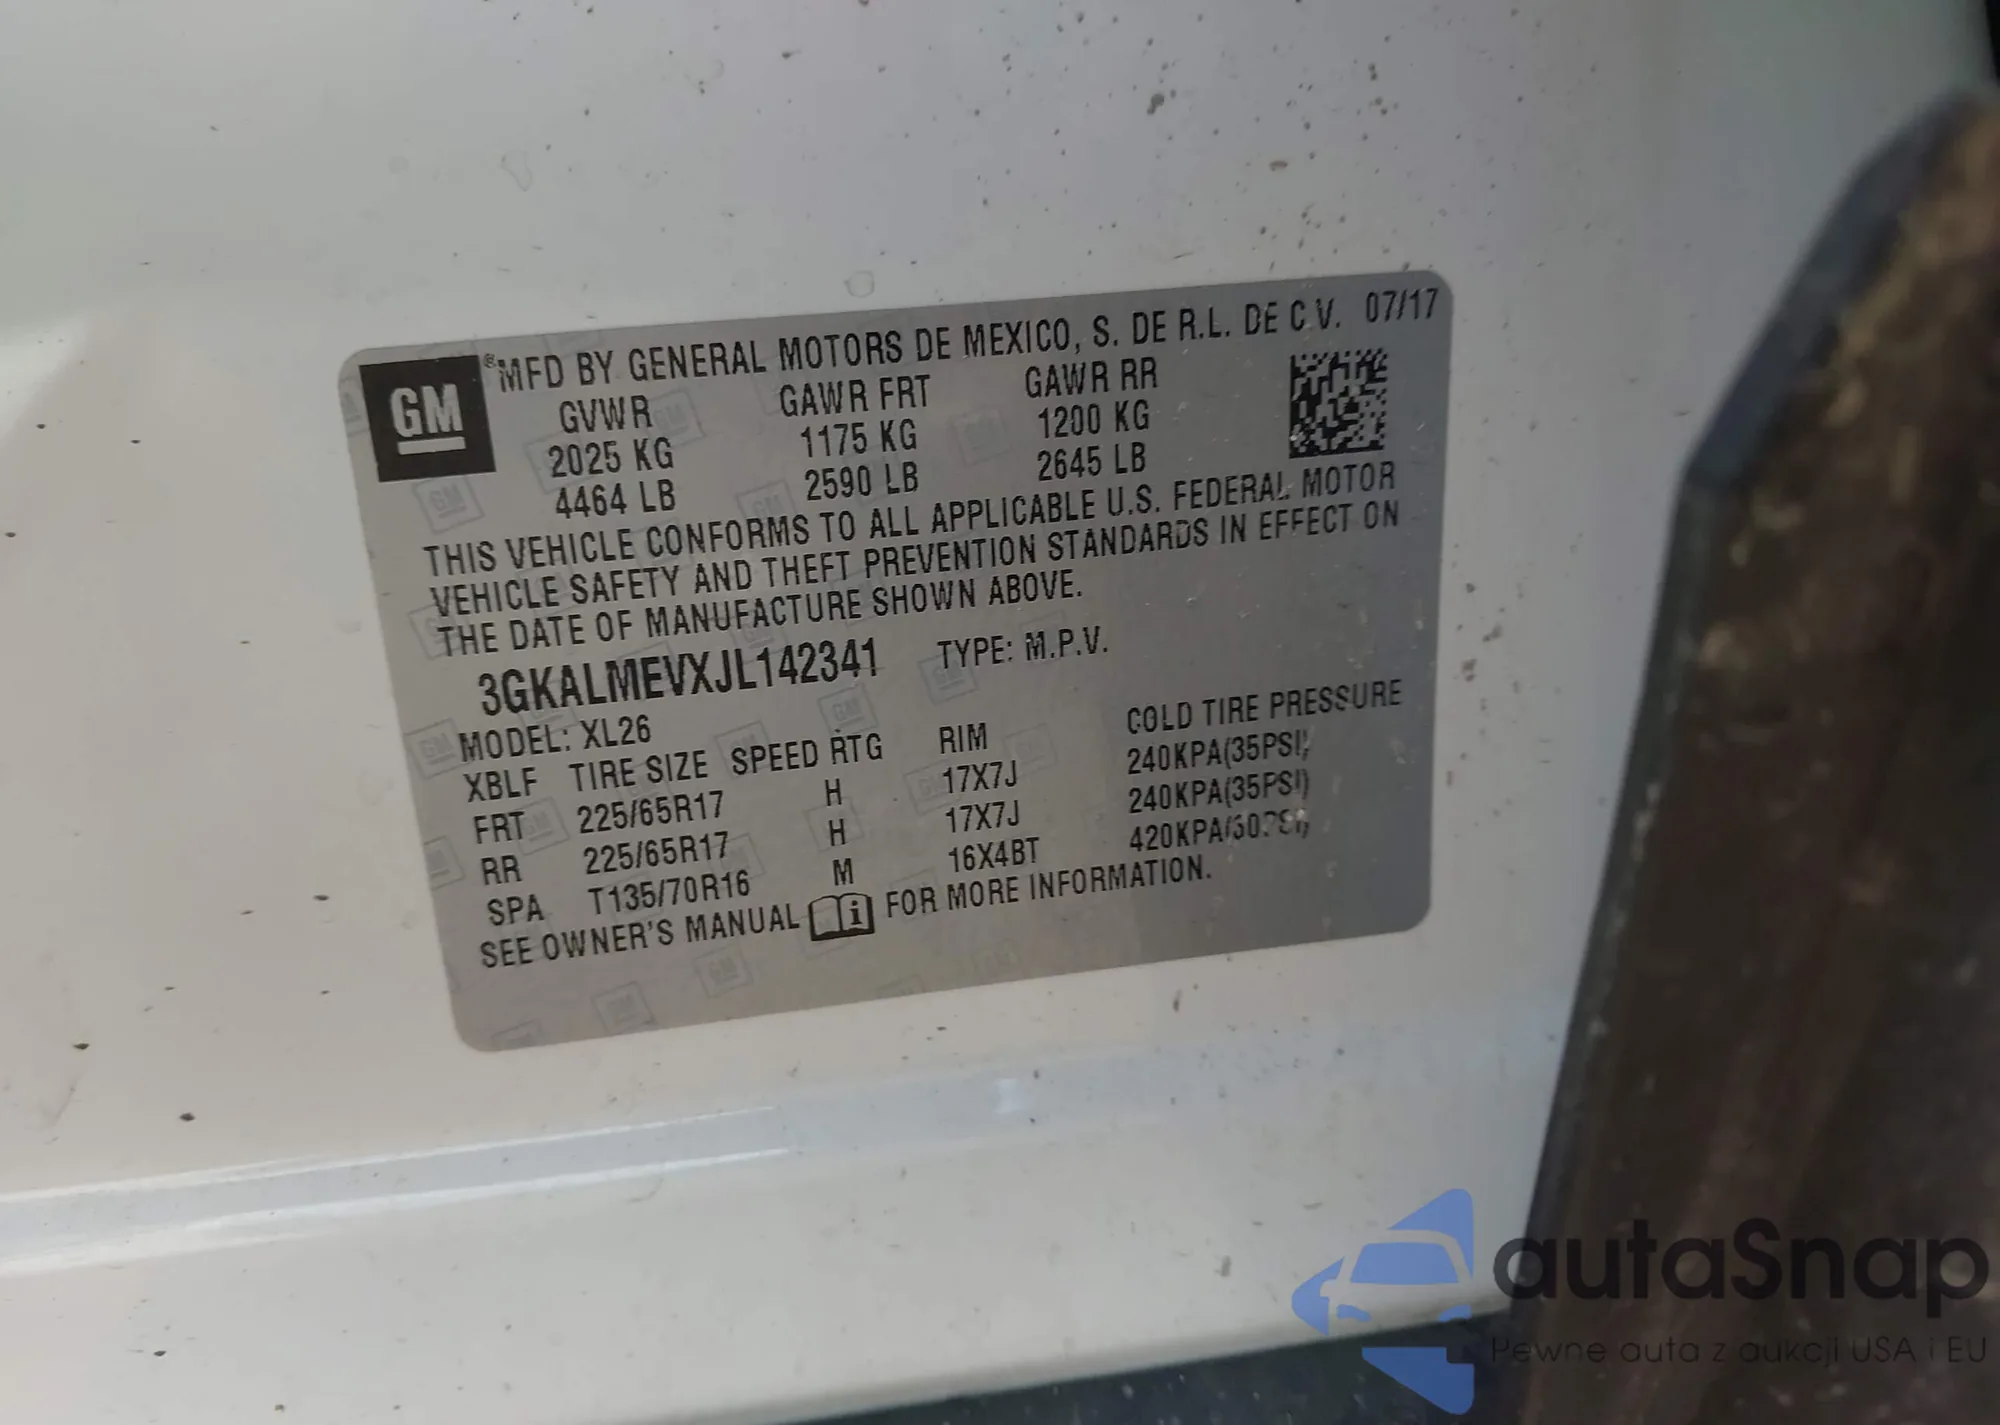 GM ®MFD BY GENERAL MOTORS DE MEXICO, S. DE R.L. DE C.V. 07/17
GVWR GAWR FRT GAWR RR
2025 KG 1175 KG 1200 KG
4464 LB 2590 LB 2645 LB
THIS VEHICLE CONFORMS TO ALL APPLICABLE U.S. FEDERAL MOTOR
VEHICLE SAFETY AND THEFT PREVENTION STANDARDS IN EFFECT ON
THE DATE OF MANUFACTURE SHOWN ABOVE.
3GKALMEVXJL142341 TYPE: M.P.V.
MODEL: XL26
XBLF TIRE SIZE SPEED RTG RIM COLD TIRE PRESSURE
FRT 225/65R17 H 17X7J 240KPA(35PSI)
RR 225/65R17 H 17X7J 240KPA(35PSI)
SPA T135/70R16 M 16X4BT 420KPA(60PSI)
SEE OWNER'S MANUAL FOR MORE INFORMATION.
autaSnap
Pewne auta z aukcji USA i EU